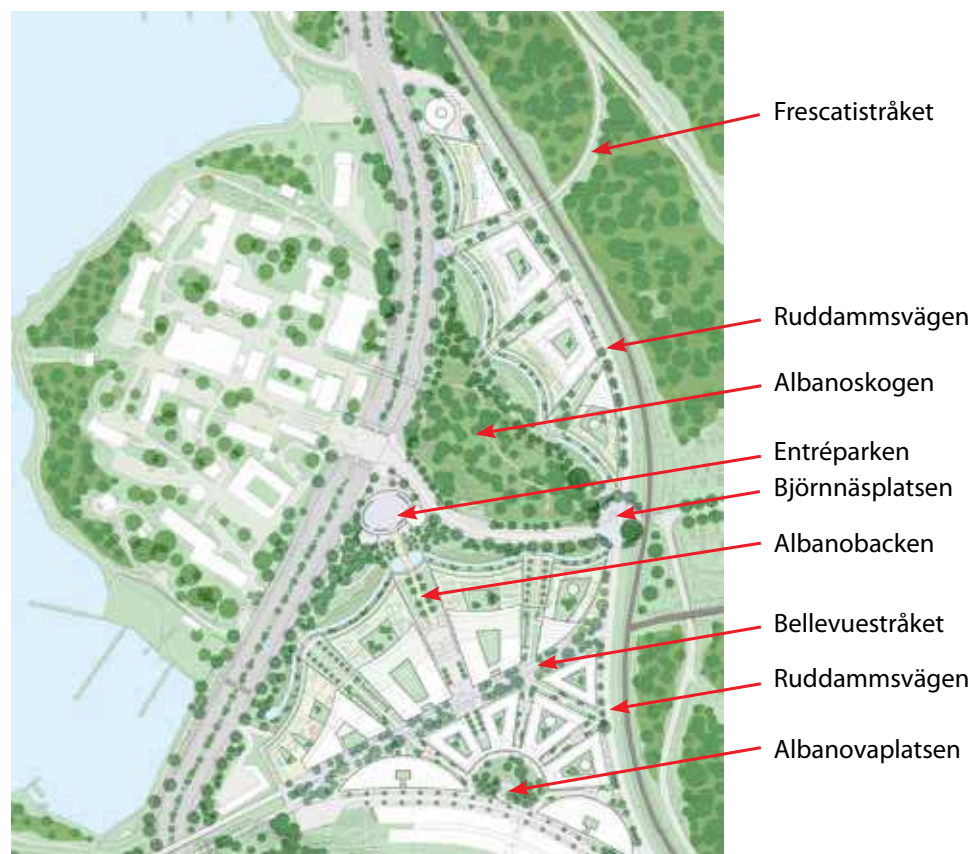 Frescatistråket
Ruddammsvägen
Albanoskogen
Entréparken
Björnnäsplatsen
Albanobacken
Bellevuestråket
Ruddammsvägen
Albanovaplatsen